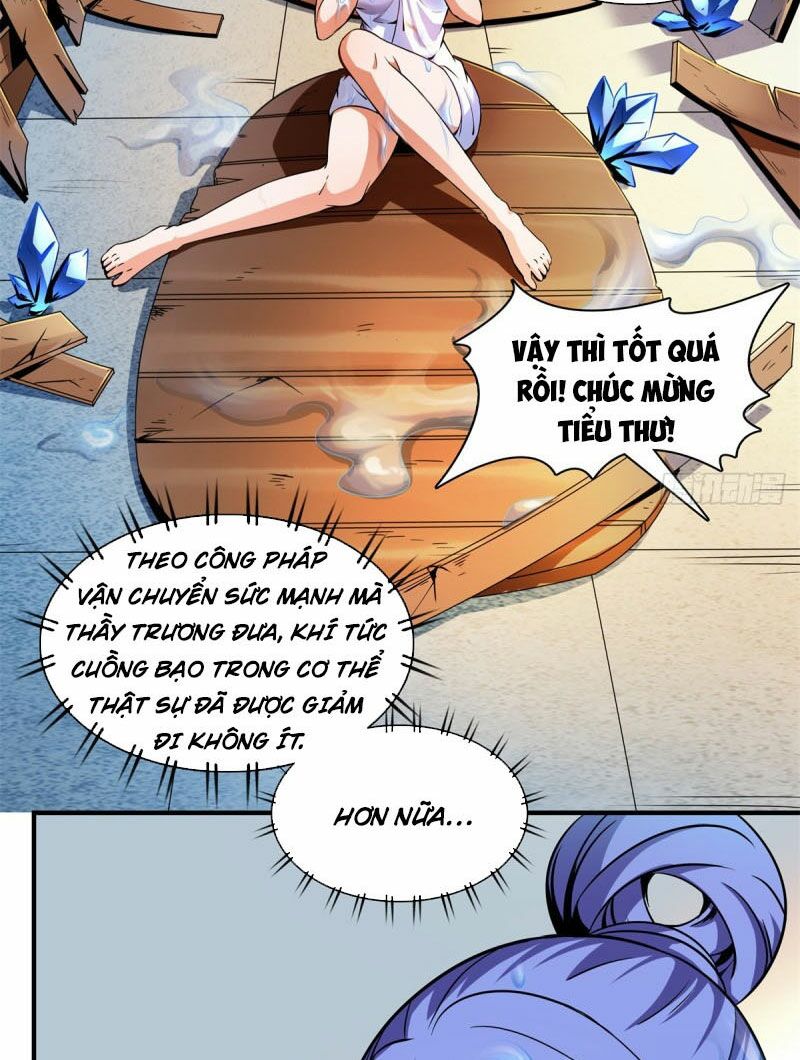 VẬY THÌ TỐT QUÁ
RỒI! CHÚC MỪNG
TIỂU THƯ!
THEO CÔNG PHÁP
VẬN CHUYỂN SỨC MẠNH MÀ
THẦY TRƯƠNG ĐƯA, KHÍ TỨC
CUỒNG BẠO TRONG CƠ THỂ
THẬT SỰ ĐÃ ĐƯỢC GIẢM
ĐI KHÔNG ÍT.
HƠN NỮA...